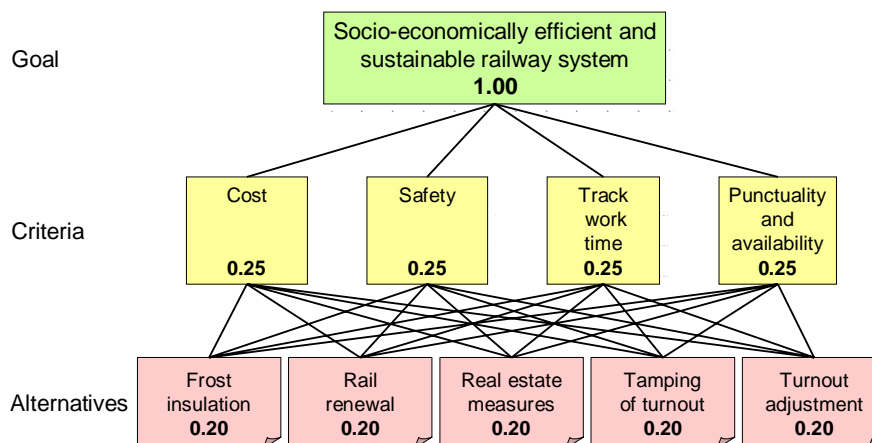 Goal
Socio-economically efficient and
sustainable railway system
1.00
Criteria
Cost
0.25
Safety
0.25
Track
work
time
0.25
Punctuality
and
availability
0.25
Alternatives
Frost
insulation
0.20
Rail
renewal
0.20
Real estate
measures
0.20
Tamping
of turnout
0.20
Turnout
adjustment
0.20